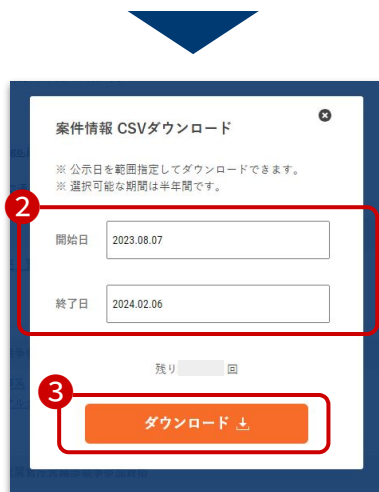 案件情報 CSVダウンロード
※ 公示日を範囲指定してダウンロードできます。
※ 選択可能な期間は半年間です。
2
開始日 2023.08.07
終了日 2024.02.06
残り 回
3
ダウンロード